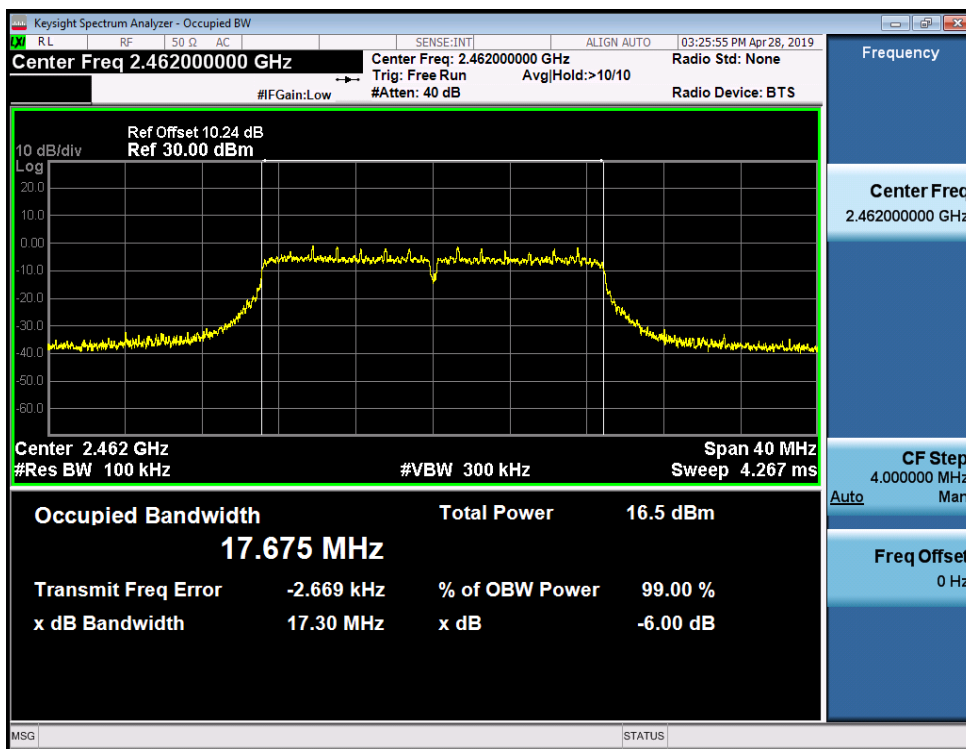 Keysight Spectrum Analyzer - Occupied BW
LXI RL RF 50 Ω AC SENSE:INT ALIGN AUTO 03:25:55 PM Apr 28, 2019
Center Freq 2.462000000 GHz
Center Freq: 2.462000000 GHz
Radio Std: None
Trig: Free Run
Avg|Hold:>10/10
#IFGain:Low
#Atten: 40 dB
Radio Device: BTS
Ref Offset 10.24 dB
10 dB/div
Ref 30.00 dBm
Log
20.0
10.0
0.00
-10.0
-20.0
-30.0
-40.0
-50.0
-60.0
Center 2.462 GHz
Span 40 MHz
#Res BW 100 kHz
#VBW 300 kHz
Sweep 4.267 ms
Occupied Bandwidth
Total Power 16.5 dBm
17.675 MHz
Transmit Freq Error -2.669 kHz
% of OBW Power 99.00 %
x dB Bandwidth 17.30 MHz
x dB -6.00 dB
MSG
STATUS
Frequency
Center Freq
2.462000000 GHz
CF Step
4.000000 MHz
Auto Man
Freq Offset
0 Hz